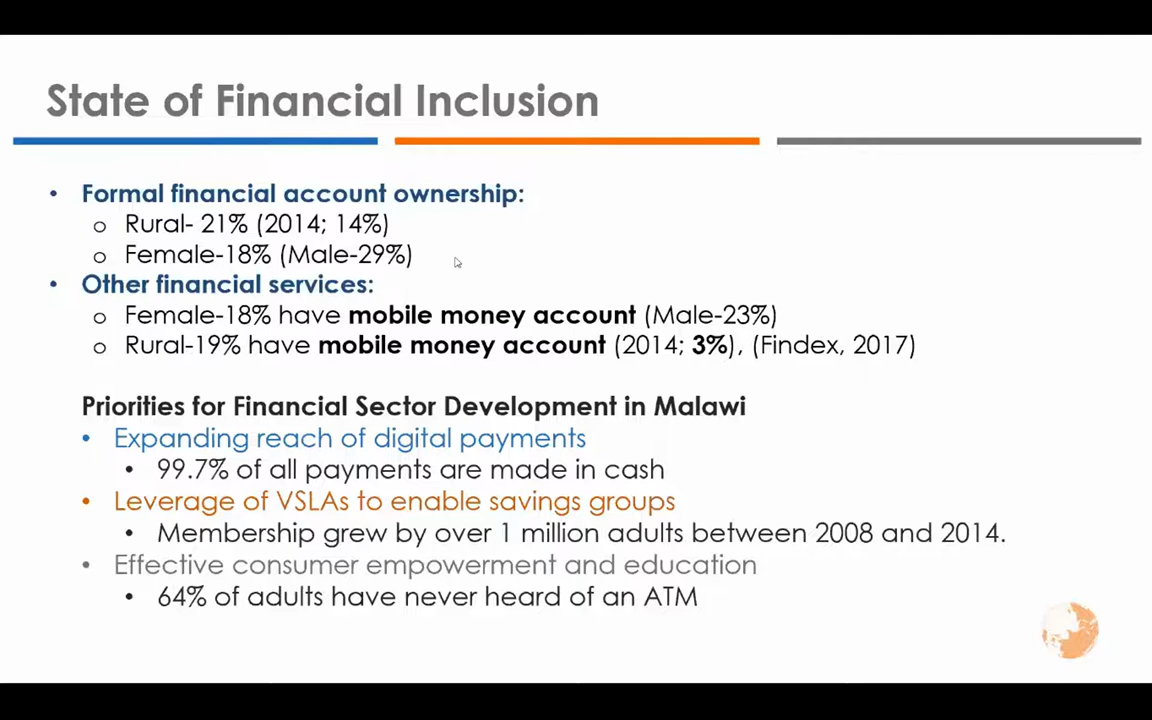 State of Financial Inclusion
• Formal financial account ownership:
o Rural- 21% (2014; 14%)
o Female-18% (Male-29%)
• Other financial services:
o Female-18% have mobile money account (Male-23%)
o Rural-19% have mobile money account (2014; 3%), (Findex, 2017)
Priorities for Financial Sector Development in Malawi
• Expanding reach of digital payments
• 99.7% of all payments are made in cash
• Leverage of VSLAs to enable savings groups
• Membership grew by over 1 million adults between 2008 and 2014.
• Effective consumer empowerment and education
• 64% of adults have never heard of an ATM